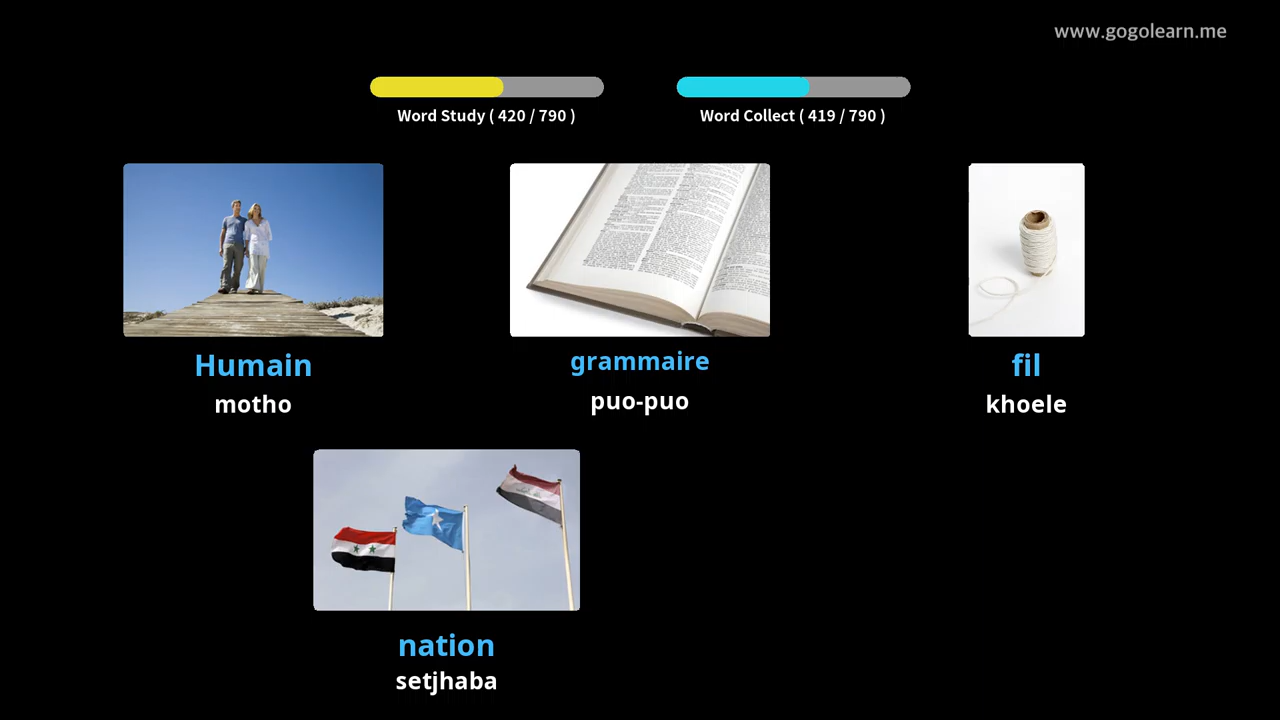 www.gogolearn.me
Word Study ( 420 / 790 )
Word Collect ( 419 / 790 )
Humain
motho
grammaire
puo-puo
fil
khoele
nation
setjhaba